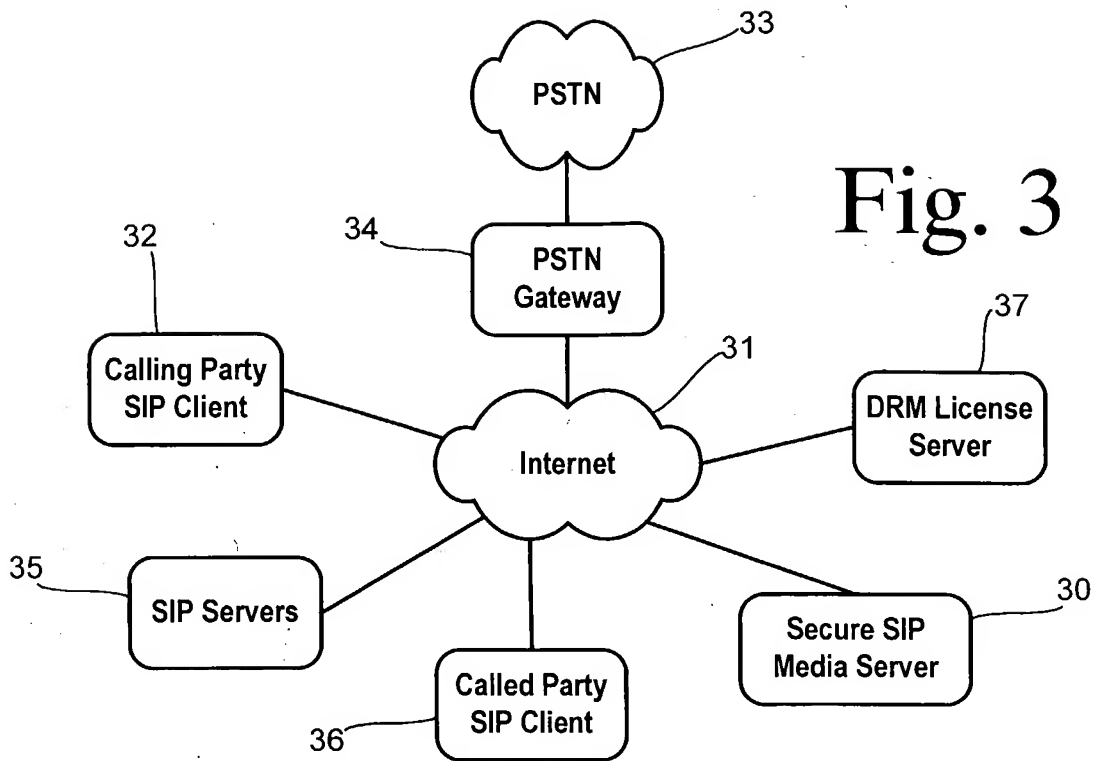 33
PSTN
Fig. 3
34
PSTN
Gateway
32
37
31
Calling Party
SIP Client
DRM License
Server
Internet
35
SIP Servers
30
Secure SIP
Media Server
Called Party
SIP Client
36